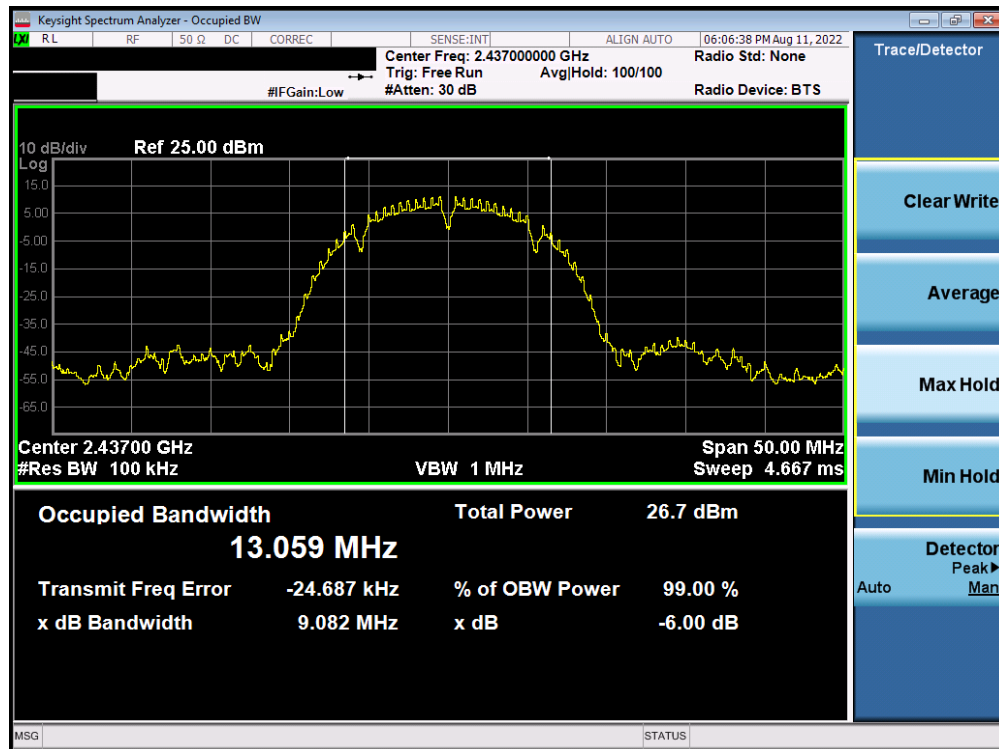 Keysight Spectrum Analyzer - Occupied BW
LXI RL RF 50 Ω DC CORREC SENSE:INT ALIGN AUTO 06:06:38 PM Aug 11, 2022
Center Freq: 2.437000000 GHz Radio Std: None
Trig: Free Run Avg|Hold: 100/100
#IFGain:Low #Atten: 30 dB Radio Device: BTS
10 dB/div Ref 25.00 dBm
Log
15.0
5.00
-5.00
-15.0
-25.0
-35.0
-45.0
-55.0
-65.0
Center 2.43700 GHz Span 50.00 MHz
#Res BW 100 kHz VBW 1 MHz Sweep 4.667 ms
Occupied Bandwidth Total Power 26.7 dBm
13.059 MHz
Transmit Freq Error -24.687 kHz % of OBW Power 99.00 %
x dB Bandwidth 9.082 MHz x dB -6.00 dB
Trace/Detector
Clear Write
Average
Max Hold
Min Hold
Detector
Peak▶
Auto Man
MSG STATUS